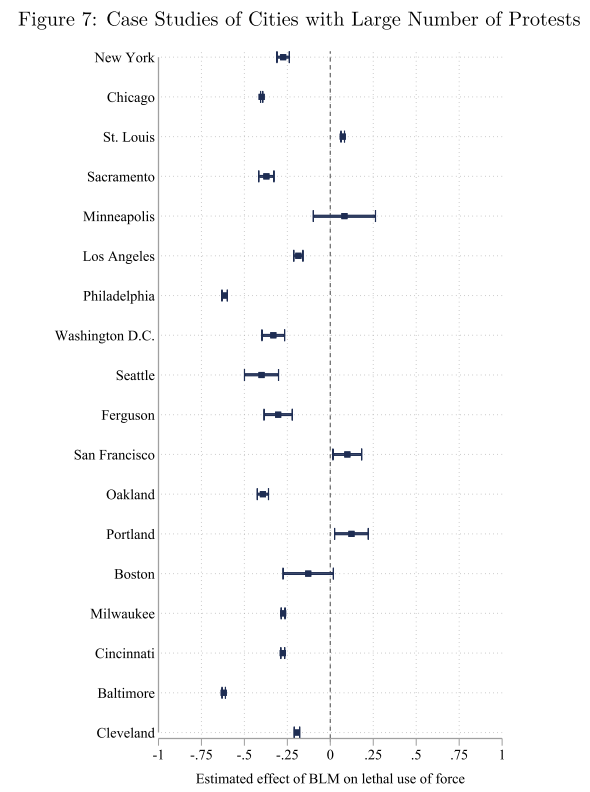 Figure 7: Case Studies of Cities with Large Number of Protests
New York
Chicago
St. Louis
Sacramento
Minneapolis
Los Angeles
Philadelphia
Washington D.C.
Seattle
Ferguson
San Francisco
Oakland
Portland
Boston
Milwaukee
Cincinnati
Baltimore
Cleveland
-1 -.75 -.5 -.25 0 .25 .5 .75 1
Estimated effect of BLM on lethal use of force